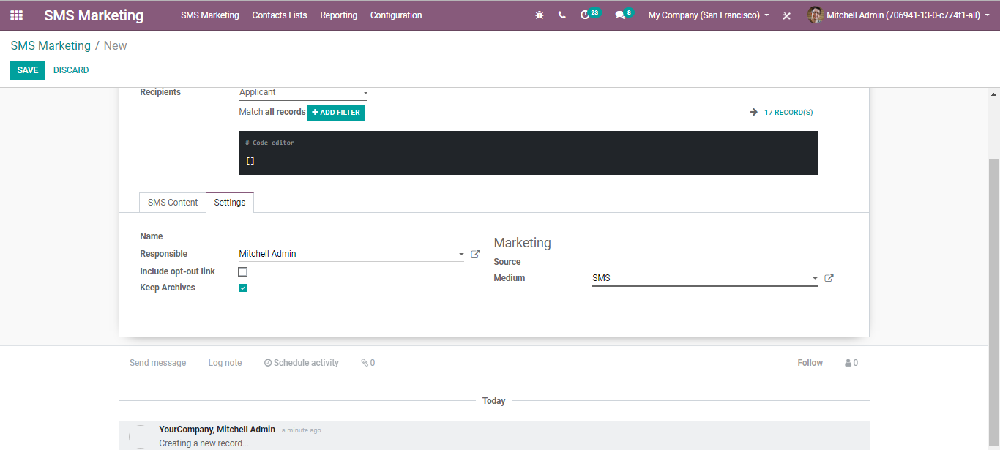 SMS Marketing SMS Marketing Contacts Lists Reporting Configuration 23 8 My Company (San Francisco) Mitchell Admin (706941-13-0-c774f1-all)
SMS Marketing / New
SAVE DISCARD
Recipients Applicant
Match all records + ADD FILTER 17 RECORD(S)
# Code editor
[]
SMS Content Settings
Name
Marketing
Responsible Mitchell Admin
Source
Include opt-out link
Medium SMS
Keep Archives
Send message Log note Schedule activity 0 Follow 0
Today
YourCompany, Mitchell Admin - a minute ago
Creating a new record...